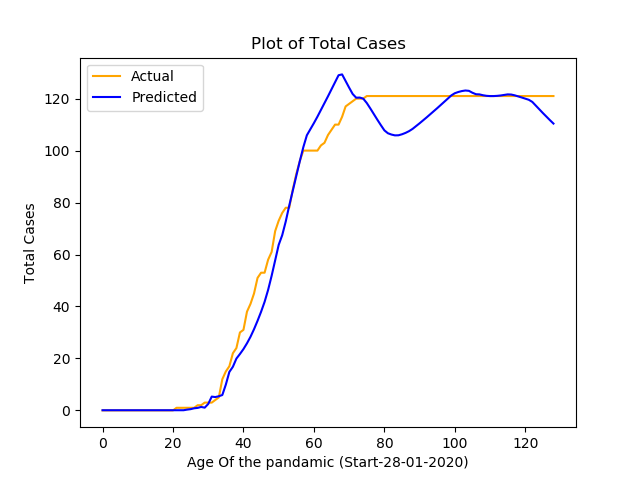 Plot of Total Cases
Actual
Predicted
120
100
80
60
40
20
0
Total Cases
0 20 40 60 80 100 120
Age Of the pandamic (Start-28-01-2020)